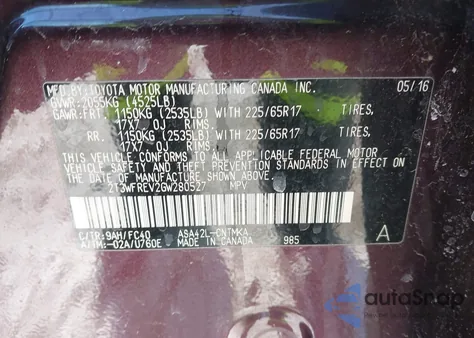 MFD.BY:TOYOTA MOTOR MANUFACTURING CANADA INC. 05/16
GVWR:2055KG (4525LB)
GAWR:FRT. 1150KG (2535LB) WITH 225/65R17 TIRES,
17X7 OJ RIMS.
RR. 1150KG (2535LB) WITH 225/65R17 TIRES,
17X7 OJ RIMS.
THIS VEHICLE CONFORMS TO ALL APPLICABLE FEDERAL MOTOR
VEHICLE SAFETY AND THEFT PREVENTION STANDARDS IN EFFECT
ON THE DATE OF MANUFACTURE SHOWN ABOVE.
2T3WFREV2GW280527 MPV
C/TR:9AH/FC40 ASA42L-CNTMKA A
A/TM:-02A/U760E MADE IN CANADA 985
autoSnap